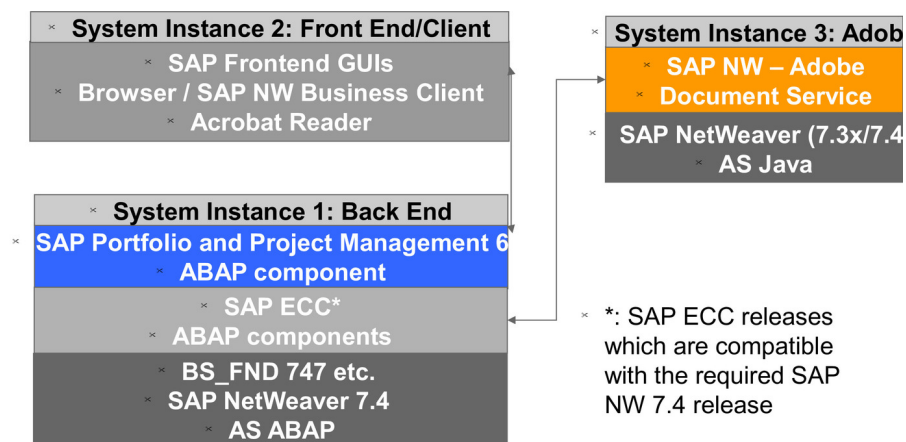 System Instance 2: Front End/Client
SAP Frontend GUIs
Browser / SAP NW Business Client
Acrobat Reader
System Instance 3: Adob
SAP NW – Adobe
Document Service
SAP NetWeaver (7.3x/7.4
AS Java
System Instance 1: Back End
SAP Portfolio and Project Management 6
ABAP component
SAP ECC*
ABAP components
BS_FND 747 etc.
SAP NetWeaver 7.4
AS ABAP
*: SAP ECC releases
which are compatible
with the required SAP
NW 7.4 release